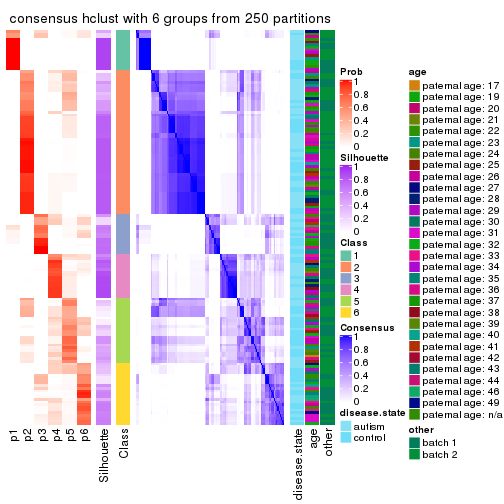 consensus hclust with 6 groups from 250 partitions
Prob
1
0.8
0.6
0.4
0.2
0
Silhouette
1
0.8
0.6
0.4
0.2
0
Class
1
2
3
4
5
6
Consensus
1
0.8
0.6
0.4
0.2
0
disease.state
autism
control
age
paternal age: 17
paternal age: 19
paternal age: 20
paternal age: 21
paternal age: 22
paternal age: 23
paternal age: 24
paternal age: 25
paternal age: 26
paternal age: 27
paternal age: 28
paternal age: 29
paternal age: 30
paternal age: 31
paternal age: 32
paternal age: 33
paternal age: 34
paternal age: 35
paternal age: 36
paternal age: 37
paternal age: 38
paternal age: 39
paternal age: 40
paternal age: 41
paternal age: 42
paternal age: 43
paternal age: 44
paternal age: 46
paternal age: 49
paternal age: n/a
other
batch 1
batch 2
p1
p2
p3
p4
p5
p6
Silhouette
Class
disease.state
age
other